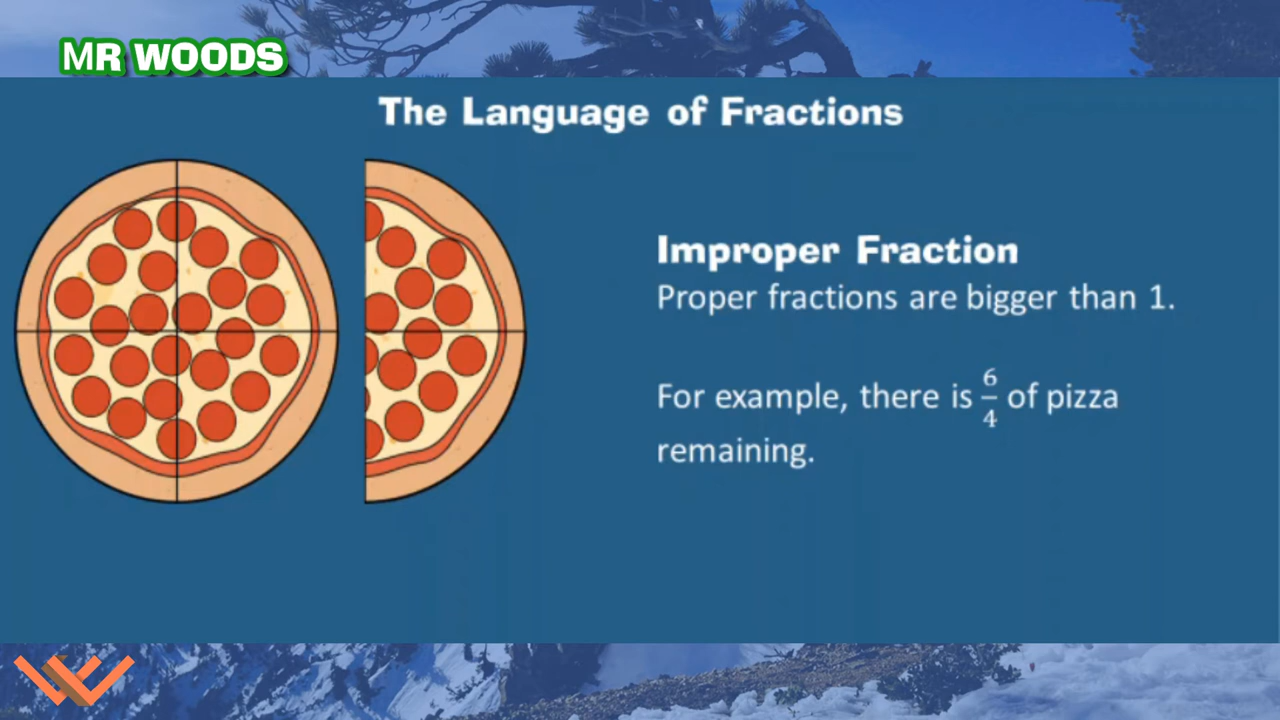 MR WOODS
The Language of Fractions
Improper Fraction
Proper fractions are bigger than 1.
For example, there is 6/4 of pizza
remaining.